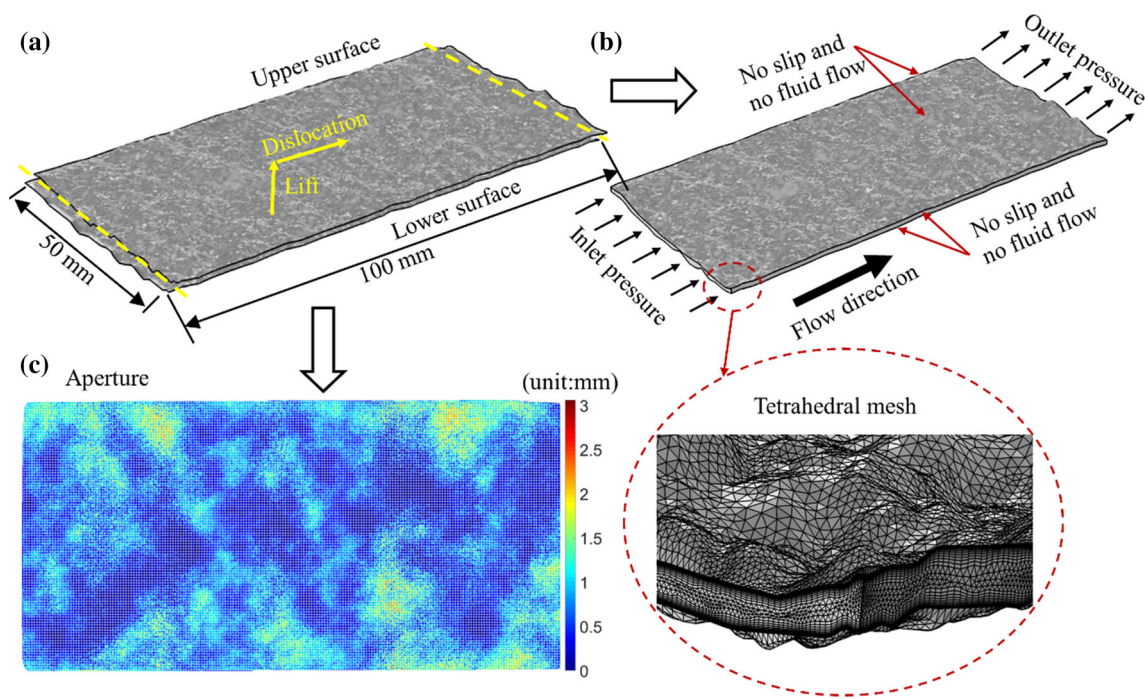 (a)
Upper surface
Dislocation
Lift
Lower surface
50 mm
100 mm
(b)
No slip and
no fluid flow
Outlet pressure
Inlet pressure
No slip and
no fluid flow
Flow direction
(c)
Aperture
(unit:mm)
3
2.5
2
1.5
1
0.5
0
Tetrahedral mesh